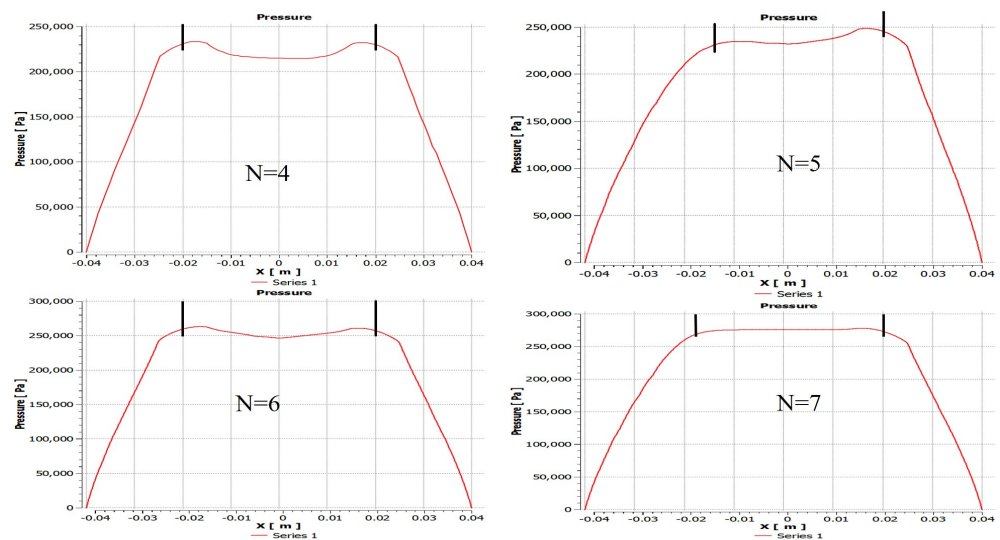 Pressure
Pressure [ Pa ]
250,000
200,000
150,000
100,000
50,000
0
N=4
-0.04 -0.03 -0.02 -0.01 0 0.01 0.02 0.03 0.04
X [ m ]
Series 1
Pressure
Pressure [ Pa ]
250,000
200,000
150,000
100,000
50,000
0
N=5
-0.04 -0.03 -0.02 -0.01 0 0.01 0.02 0.03 0.04
X [ m ]
Series 1
Pressure
Pressure [ Pa ]
300,000
250,000
200,000
150,000
100,000
50,000
0
N=6
-0.04 -0.03 -0.02 -0.01 0 0.01 0.02 0.03 0.04
X [ m ]
Series 1
Pressure
Pressure [ Pa ]
300,000
250,000
200,000
150,000
100,000
50,000
0
N=7
-0.04 -0.03 -0.02 -0.01 0 0.01 0.02 0.03 0.04
X [ m ]
Series 1